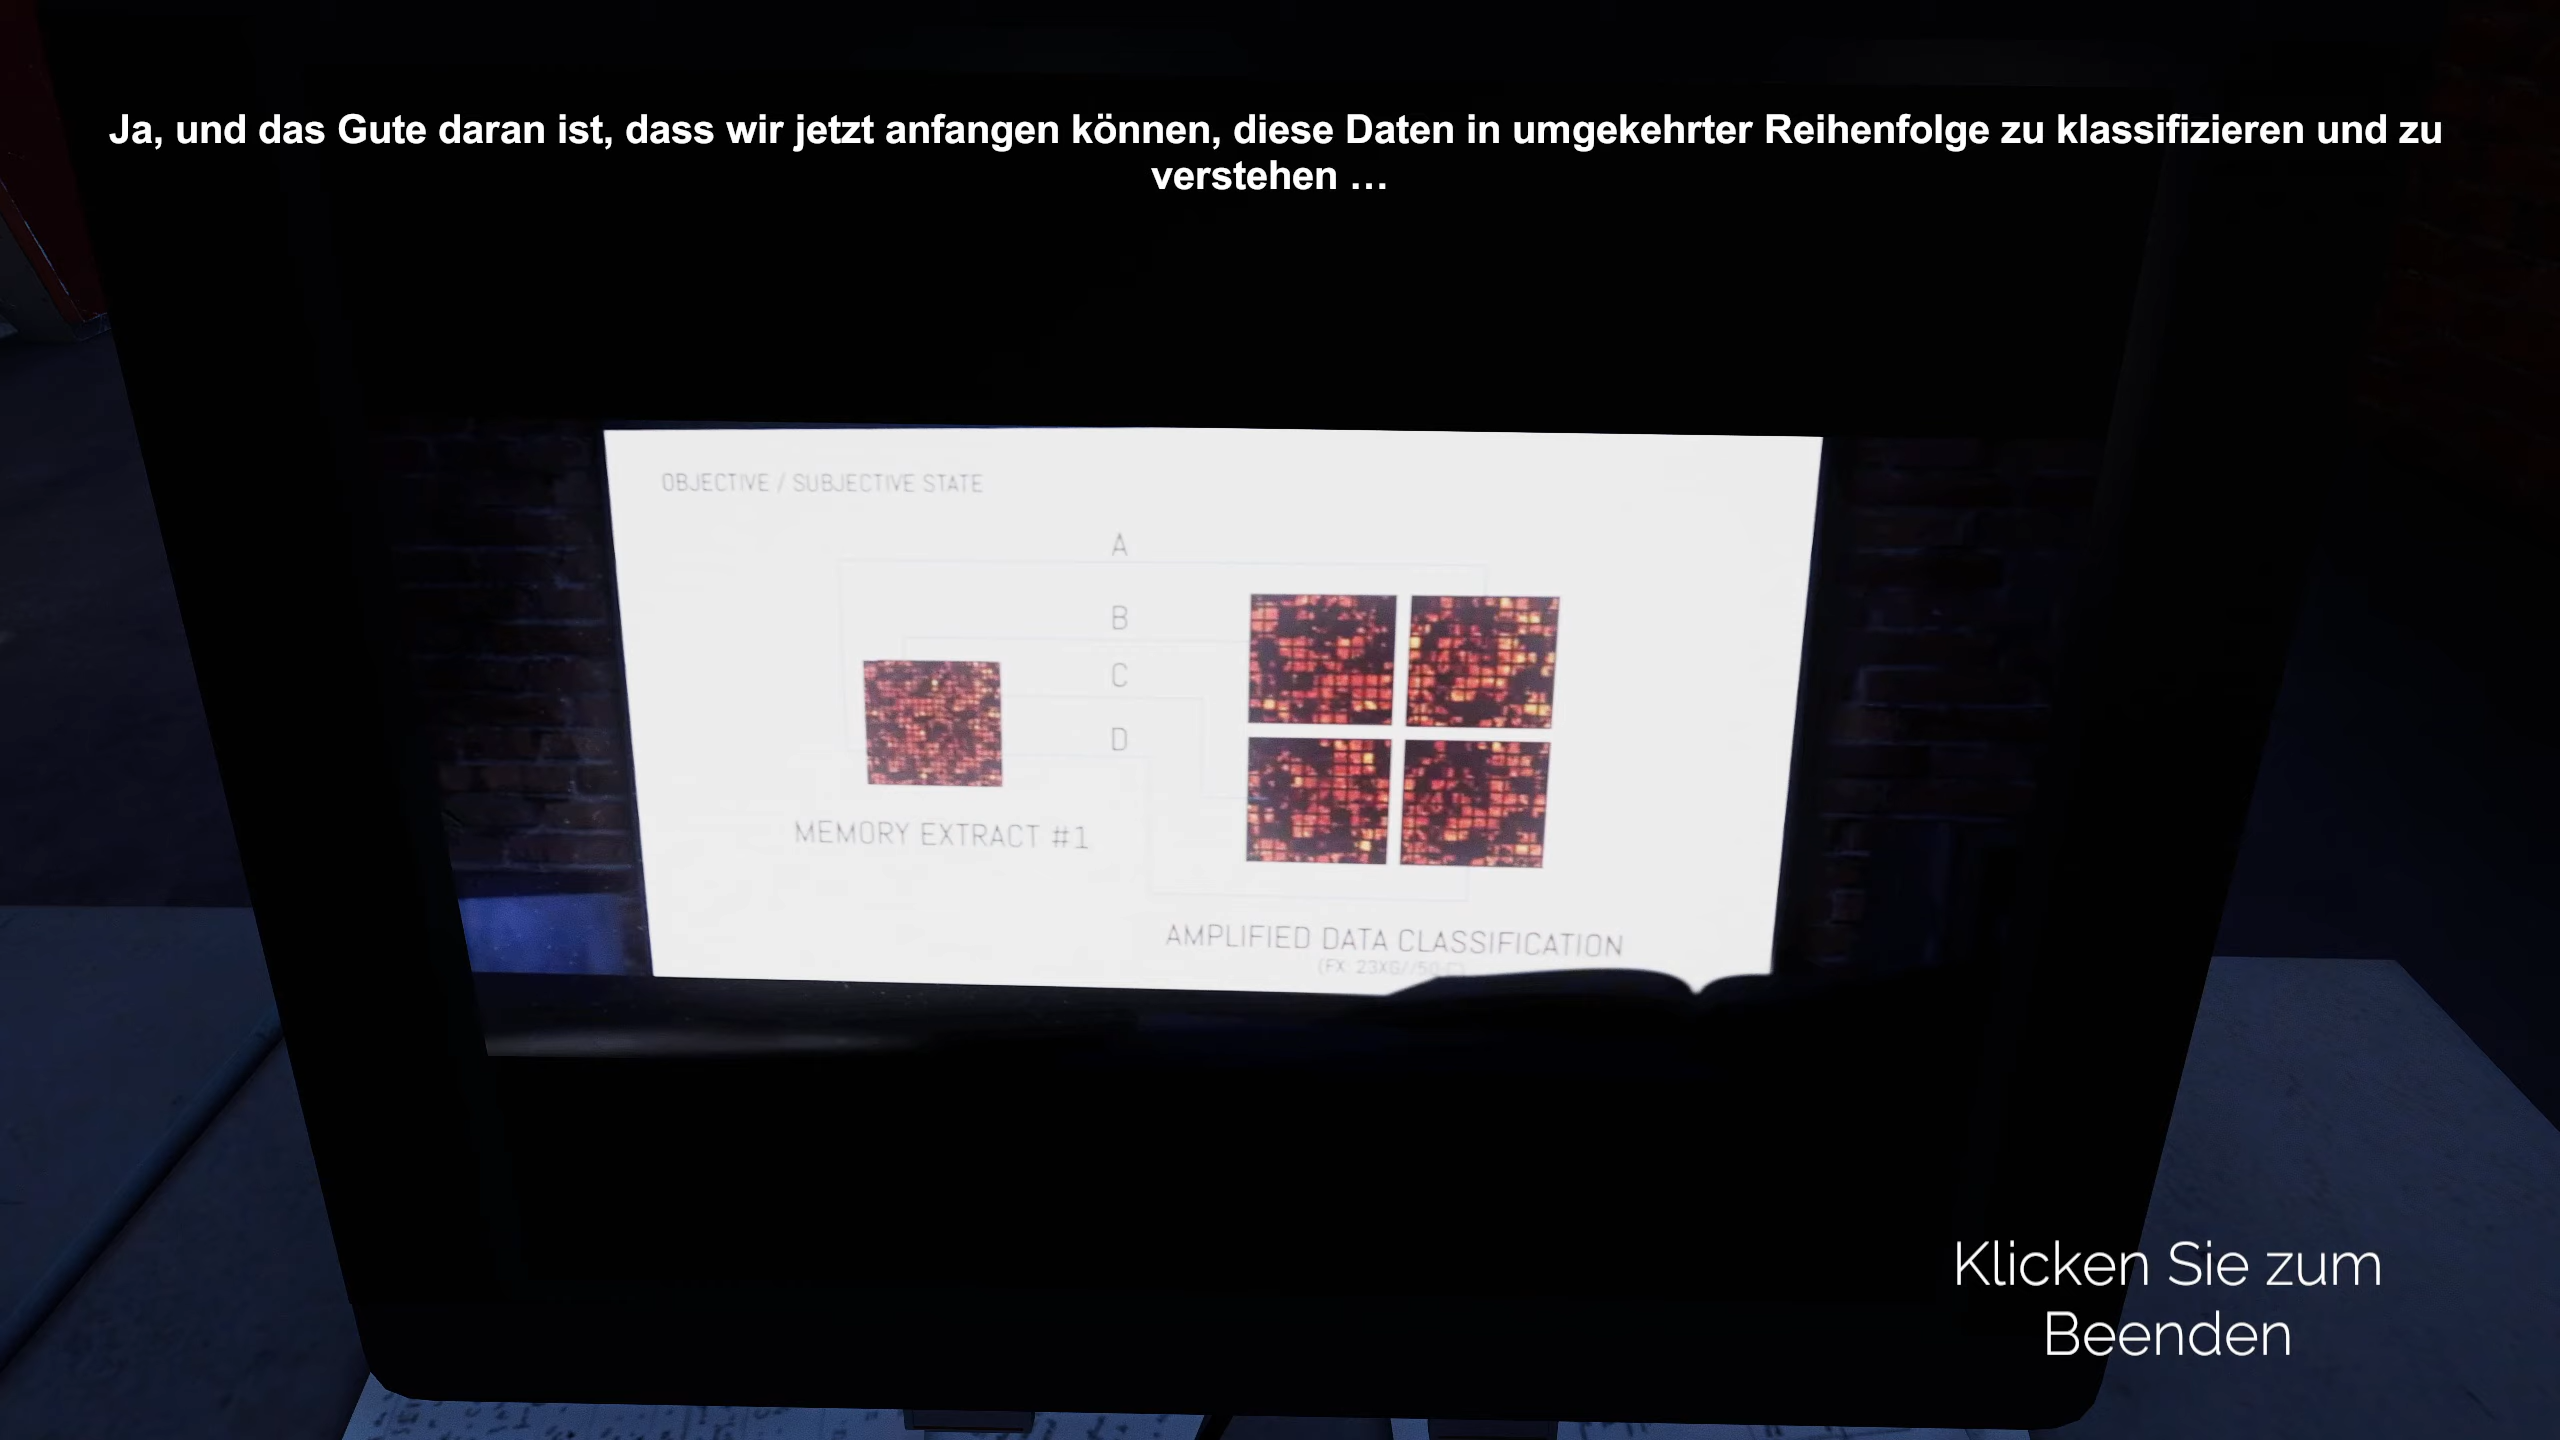 Ja, und das Gute daran ist, dass wir jetzt anfangen können, diese Daten in umgekehrter Reihenfolge zu klassifizieren und zu
verstehen …
OBJECTIVE / SUBJECTIVE STATE
A
B
C
D
MEMORY EXTRACT #1
AMPLIFIED DATA CLASSIFICATION
Klicken Sie zum
Beenden